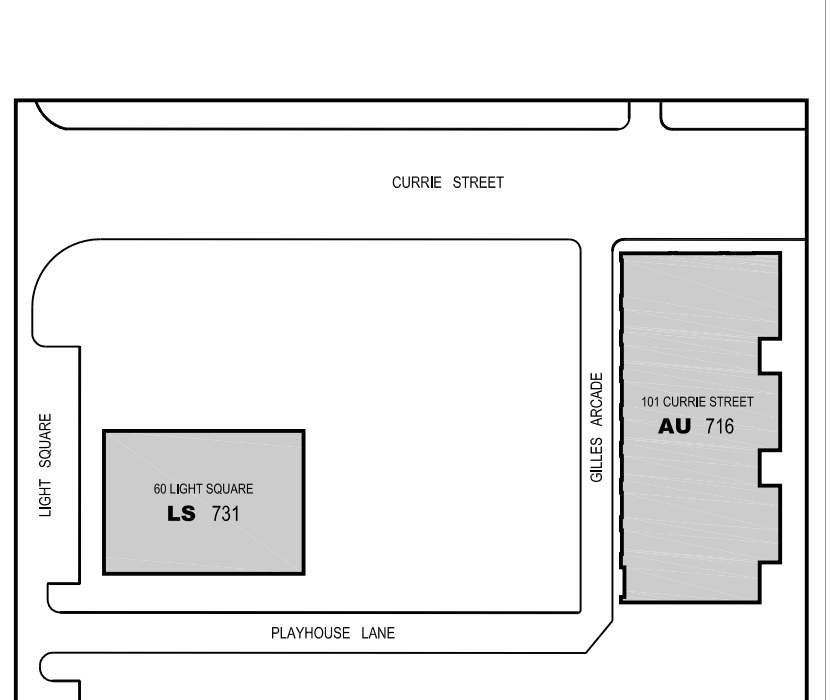 CURRIE STREET
GILLES ARCADE
101 CURRIE STREET
AU 716
LIGHT SQUARE
60 LIGHT SQUARE
LS 731
PLAYHOUSE LANE